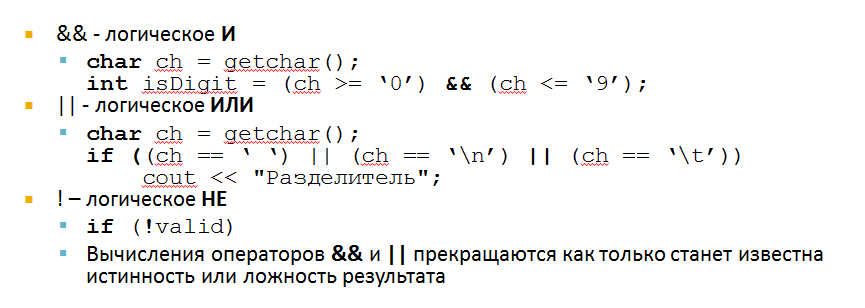 && - логическое И
char ch = getchar();
int isDigit = (ch >= ‘0’) && (ch <= ‘9’);
|| - логическое ИЛИ
char ch = getchar();
if ((ch == ‘ ‘) || (ch == ‘\n’) || (ch == ‘\t’))
cout << "Разделитель";
! – логическое НЕ
if (!valid)
Вычисления операторов && и || прекращаются как только станет известна
истинность или ложность результата